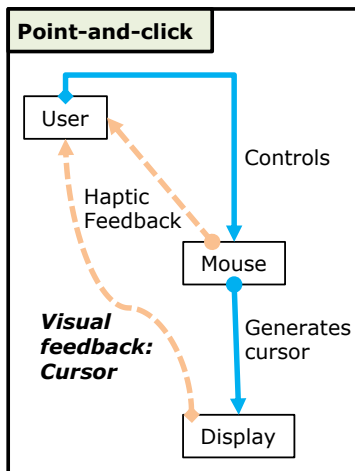 Point-and-click
User
Controls
Haptic
Feedback
Mouse
Visual
feedback:
Cursor
Generates
cursor
Display